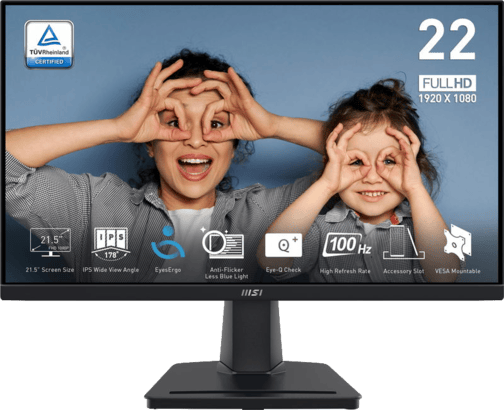 TÜVRheinland
CERTIFIED
22
FULL HD
1920 X 1080
21.5"
IPS
178°
Q+
100Hz
21.5" Screen Size
IPS Wide View Angle
EyesErgo
Anti-Flicker
Less Blue Light
Eye-Q Check
High Refresh Rate
Accessory Slot
VESA Mountable
msi